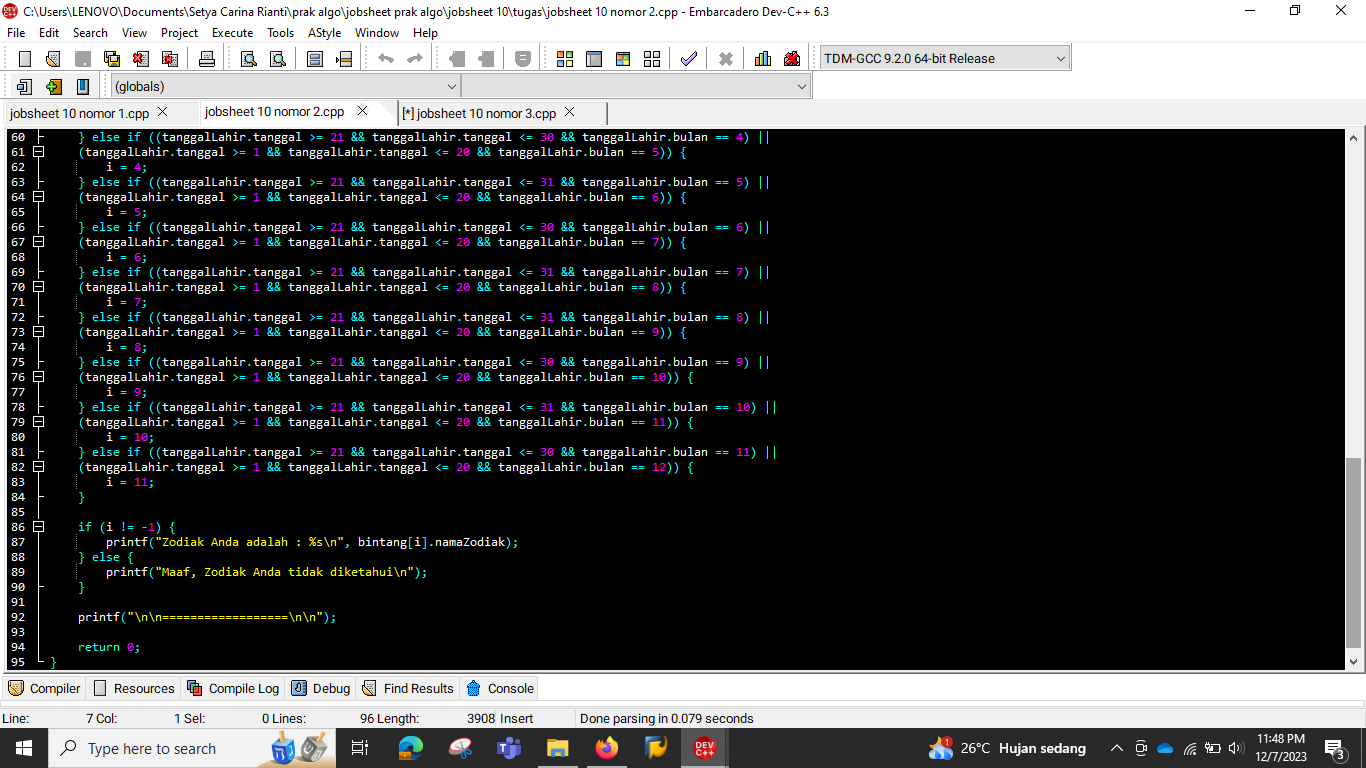 C:\Users\LENOVO\Documents\Setya Carina Rianti\prak algo\jobsheet prak algo\jobsheet 10\tugas\jobsheet 10 nomor 2.cpp - Embarcadero Dev-C++ 6.3
File Edit Search View Project Execute Tools AStyle Window Help
TDM-GCC 9.2.0 64-bit Release
(globals)
jobsheet 10 nomor 1.cpp jobsheet 10 nomor 2.cpp [*] jobsheet 10 nomor 3.cpp
60 } else if ((tanggalLahir.tanggal >= 21 && tanggalLahir.tanggal <= 30 && tanggalLahir.bulan == 4) ||
61 (tanggalLahir.tanggal >= 1 && tanggalLahir.tanggal <= 20 && tanggalLahir.bulan == 5)) {
62 i = 4;
63 } else if ((tanggalLahir.tanggal >= 21 && tanggalLahir.tanggal <= 31 && tanggalLahir.bulan == 5) ||
64 (tanggalLahir.tanggal >= 1 && tanggalLahir.tanggal <= 20 && tanggalLahir.bulan == 6)) {
65 i = 5;
66 } else if ((tanggalLahir.tanggal >= 21 && tanggalLahir.tanggal <= 30 && tanggalLahir.bulan == 6) ||
67 (tanggalLahir.tanggal >= 1 && tanggalLahir.tanggal <= 20 && tanggalLahir.bulan == 7)) {
68 i = 6;
69 } else if ((tanggalLahir.tanggal >= 21 && tanggalLahir.tanggal <= 31 && tanggalLahir.bulan == 7) ||
70 (tanggalLahir.tanggal >= 1 && tanggalLahir.tanggal <= 20 && tanggalLahir.bulan == 8)) {
71 i = 7;
72 } else if ((tanggalLahir.tanggal >= 21 && tanggalLahir.tanggal <= 31 && tanggalLahir.bulan == 8) ||
73 (tanggalLahir.tanggal >= 1 && tanggalLahir.tanggal <= 20 && tanggalLahir.bulan == 9)) {
74 i = 8;
75 } else if ((tanggalLahir.tanggal >= 21 && tanggalLahir.tanggal <= 30 && tanggalLahir.bulan == 9) ||
76 (tanggalLahir.tanggal >= 1 && tanggalLahir.tanggal <= 20 && tanggalLahir.bulan == 10)) {
77 i = 9;
78 } else if ((tanggalLahir.tanggal >= 21 && tanggalLahir.tanggal <= 31 && tanggalLahir.bulan == 10) ||
79 (tanggalLahir.tanggal >= 1 && tanggalLahir.tanggal <= 20 && tanggalLahir.bulan == 11)) {
80 i = 10;
81 } else if ((tanggalLahir.tanggal >= 21 && tanggalLahir.tanggal <= 30 && tanggalLahir.bulan == 11) ||
82 (tanggalLahir.tanggal >= 1 && tanggalLahir.tanggal <= 20 && tanggalLahir.bulan == 12)) {
83 i = 11;
84 }
85
86 if (i != -1) {
87 printf("Zodiak Anda adalah : %s\n", bintang[i].namaZodiak);
88 } else {
89 printf("Maaf, Zodiak Anda tidak diketahui\n");
90 }
91
92 printf("\n\n==================\n\n");
93
94 return 0;
95 }
Compiler Resources Compile Log Debug Find Results Console
Line: 7 Col: 1 Sel: 0 Lines: 96 Length: 3908 Insert Done parsing in 0.079 seconds
Type here to search
DEV C++
1 26°C Hujan sedang
11:48 PM
12/7/2023
3